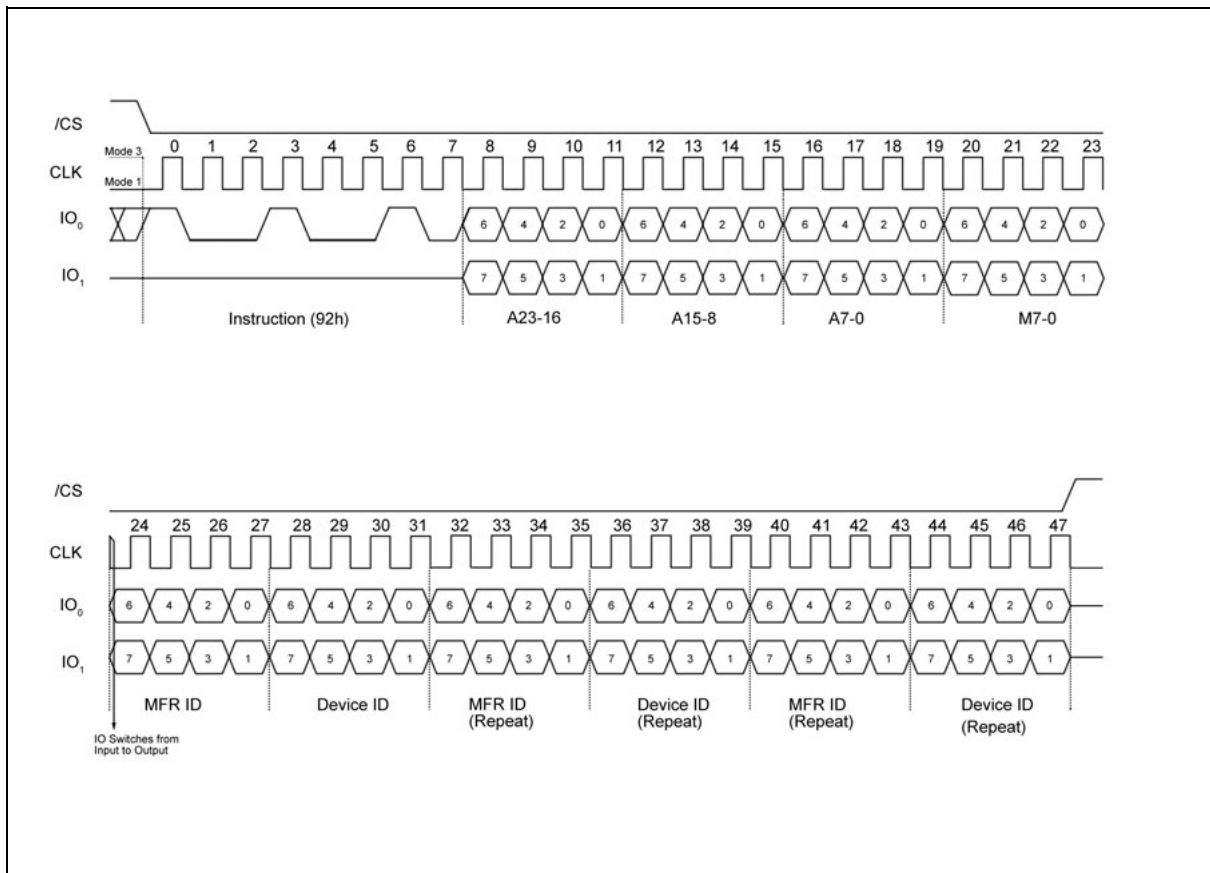 /CS
0 1 2 3 4 5 6 7 8 9 10 11 12 13 14 15 16 17 18 19 20 21 22 23
Mode 3
CLK
Mode 1
IO0 6 4 2 0 6 4 2 0 6 4 2 0 6 4 2 0
IO1 7 5 3 1 7 5 3 1 7 5 3 1 7 5 3 1
Instruction (92h) A23-16 A15-8 A7-0 M7-0
/CS
24 25 26 27 28 29 30 31 32 33 34 35 36 37 38 39 40 41 42 43 44 45 46 47
CLK
IO0 6 4 2 0 6 4 2 0 6 4 2 0 6 4 2 0 6 4 2 0 6 4 2 0
IO1 7 5 3 1 7 5 3 1 7 5 3 1 7 5 3 1 7 5 3 1 7 5 3 1
MFR ID Device ID MFR ID Device ID MFR ID Device ID
(Repeat) (Repeat) (Repeat) (Repeat)
IO Switches from
Input to Output